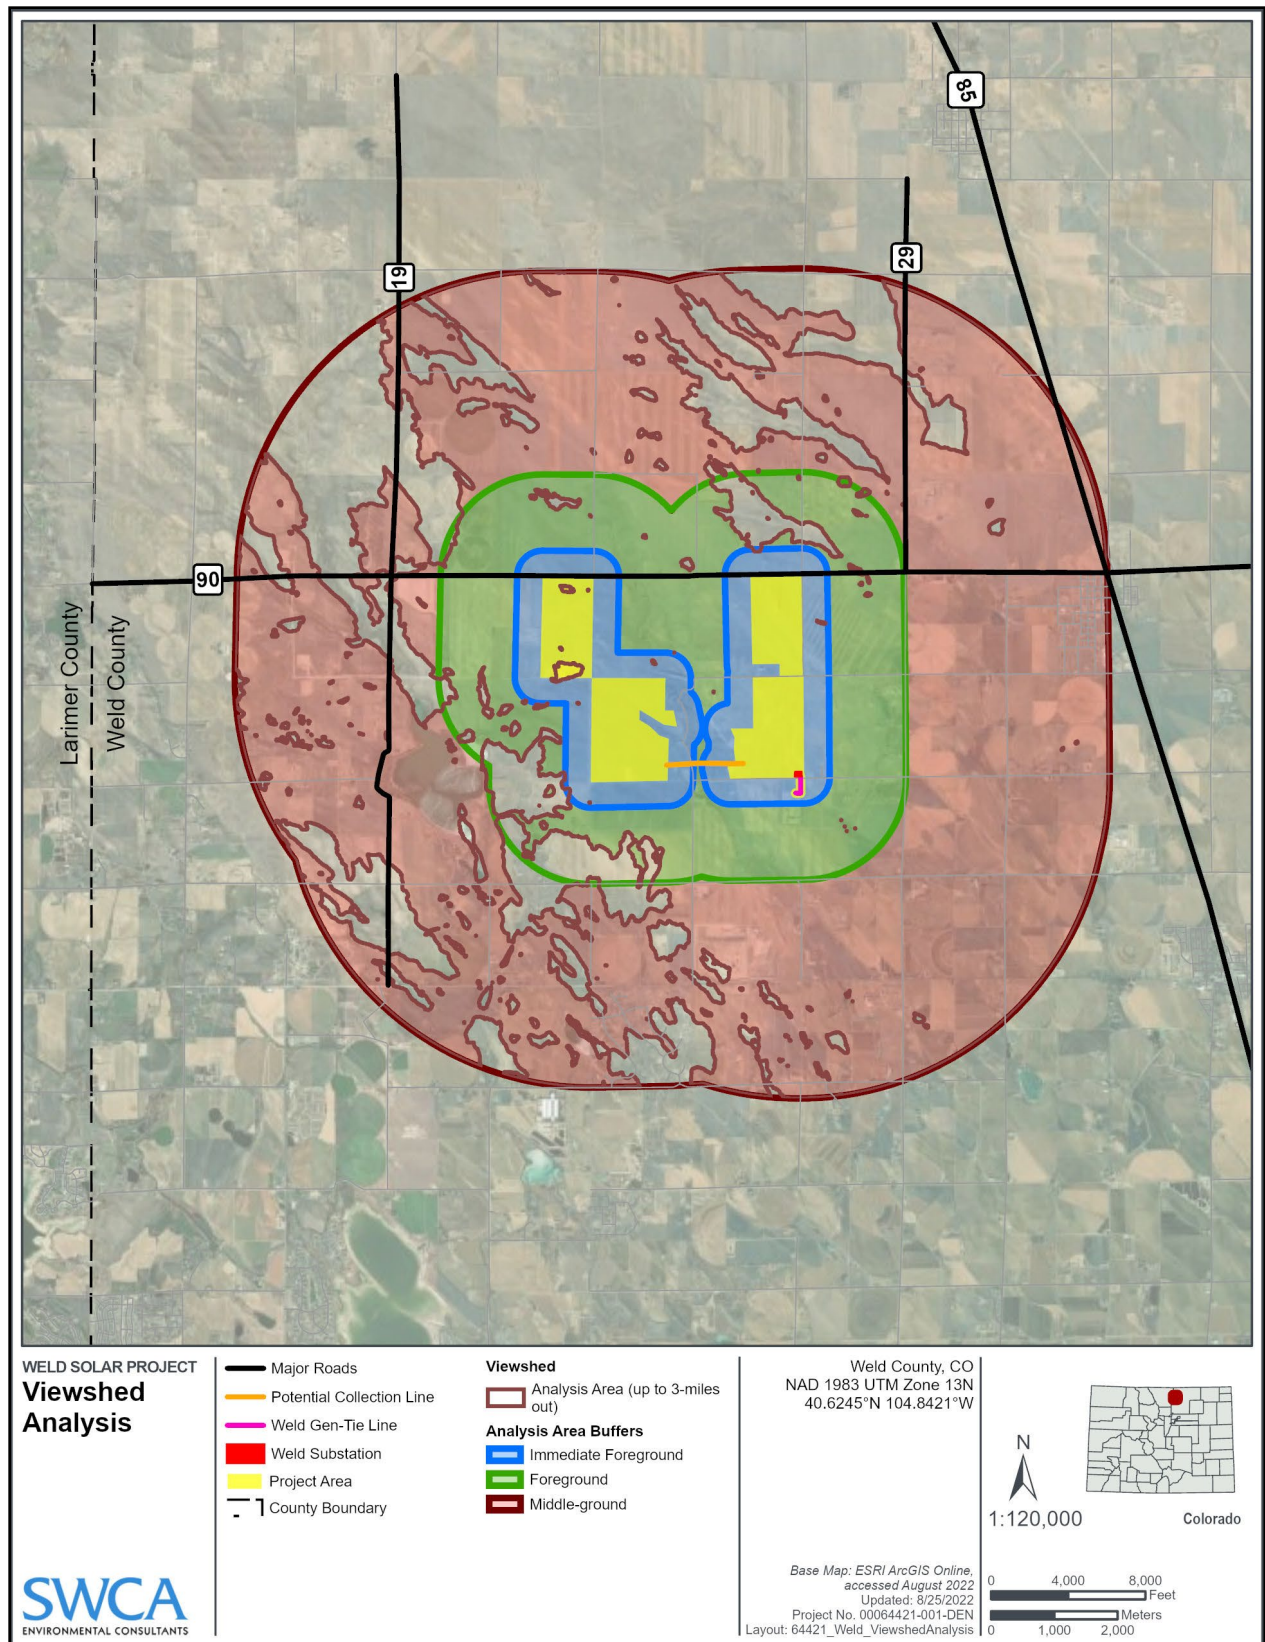 85
19
29
90
Larimer County
Weld County
WELD SOLAR PROJECT
Viewshed
Analysis
SWCA
ENVIRONMENTAL CONSULTANTS
Major Roads
Potential Collection Line
Weld Gen-Tie Line
Weld Substation
Project Area
County Boundary
Viewshed
Analysis Area (up to 3-miles
out)
Analysis Area Buffers
Immediate Foreground
Foreground
Middle-ground
Weld County, CO
NAD 1983 UTM Zone 13N
40.6245°N 104.8421°W
Base Map: ESRI ArcGIS Online,
accessed August 2022
Updated: 8/25/2022
Project No. 00064421-001-DEN
Layout: 64421_Weld_ViewshedAnalysis
N
1:120,000
Colorado
0 4,000 8,000
Feet
Meters
0 1,000 2,000